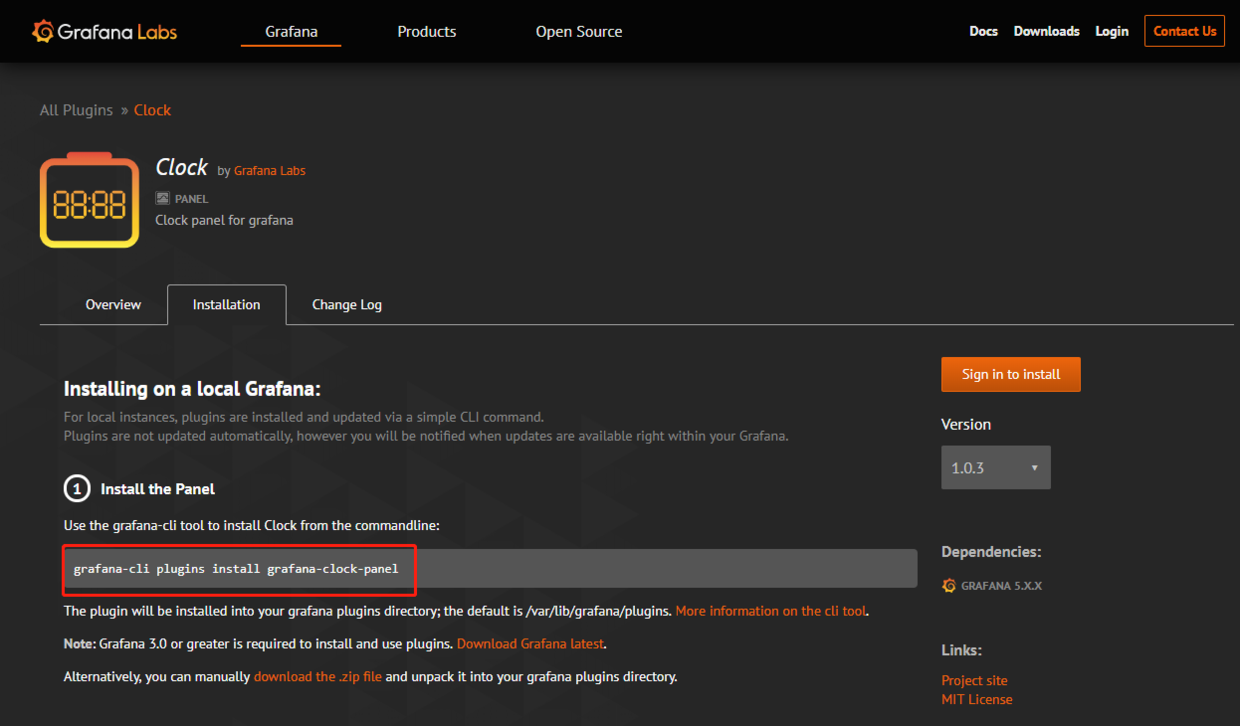 Grafana Labs
Grafana
Products
Open Source
Docs
Downloads
Login
Contact Us
All Plugins » Clock
88:88
Clock by Grafana Labs
PANEL
Clock panel for grafana
Overview
Installation
Change Log
Installing on a local Grafana:
For local instances, plugins are installed and updated via a simple CLI command.
Plugins are not updated automatically, however you will be notified when updates are available right within your Grafana.
1 Install the Panel
Use the grafana-cli tool to install Clock from the commandline:
grafana-cli plugins install grafana-clock-panel
The plugin will be installed into your grafana plugins directory; the default is /var/lib/grafana/plugins. More information on the cli tool.
Note: Grafana 3.0 or greater is required to install and use plugins. Download Grafana latest.
Alternatively, you can manually download the .zip file and unpack it into your grafana plugins directory.
Sign in to install
Version
1.0.3
Dependencies:
GRAFANA 5.X.X
Links:
Project site
MIT License